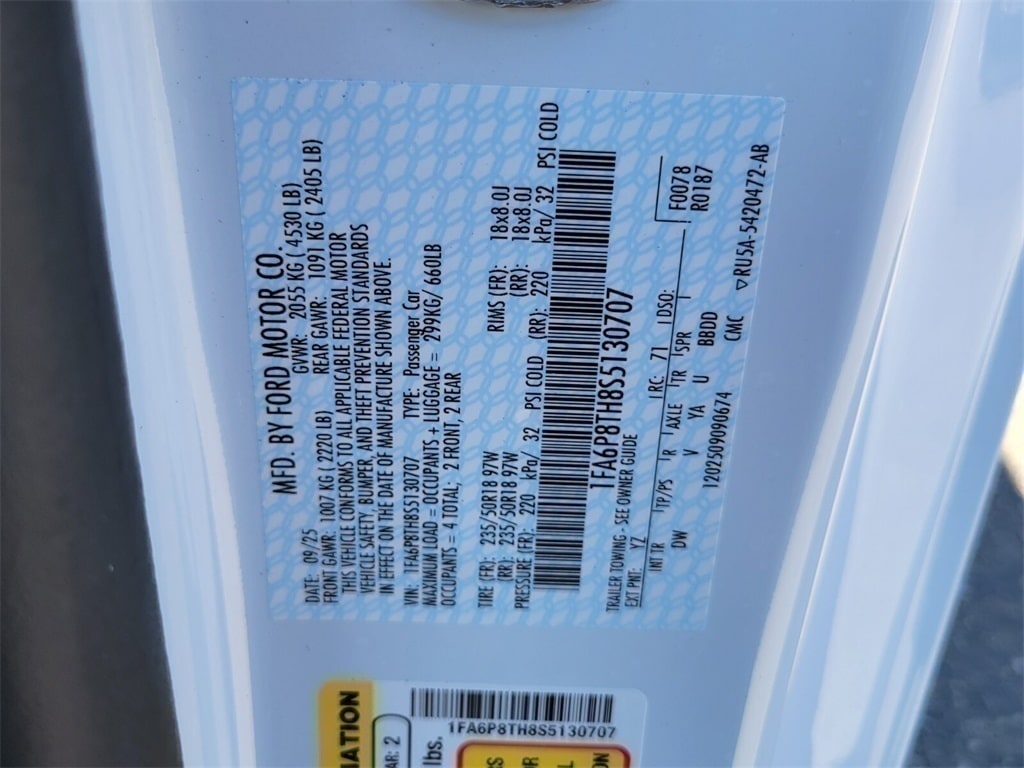 MFD. BY FORD MOTOR CO.
DATE: 09/25 GVWR: 2055 KG ( 4530 LB)
FRONT GAWR: 1007 KG ( 2220 LB) REAR GAWR: 1091 KG ( 2405 LB)
THIS VEHICLE CONFORMS TO ALL APPLICABLE FEDERAL MOTOR
VEHICLE SAFETY, BUMPER, AND THEFT PREVENTION STANDARDS
IN EFFECT ON THE DATE OF MANUFACTURE SHOWN ABOVE.
VIN: 1FA6P8TH8S5130707 TYPE: Passenger Car
MAXIMUM LOAD = OCCUPANTS + LUGGAGE = 299KG/ 660LB
OCCUPANTS = 4 TOTAL; 2 FRONT, 2 REAR
TIRE (FR): 235/50R18 97W RIMS (FR): 18x8.0J
(RR): 235/50R18 97W (RR): 18x8.0J
PRESSURE (FR): 220 kPa/ 32 PSI COLD (RR): 220 kPa/ 32 PSI COLD
1FA6P8TH8S5130707
TRAILER TOWING - SEE OWNER GUIDE
EXT PNT: YZ RC: 71 DSO: F0078
R0187
INT TR TP/PS R AXLE TR SPR
DW V YA U BBDD
1202509090674 CMC ▽RU5A-5420472-AB
1FA6P8TH8S5130707
2
lbs.